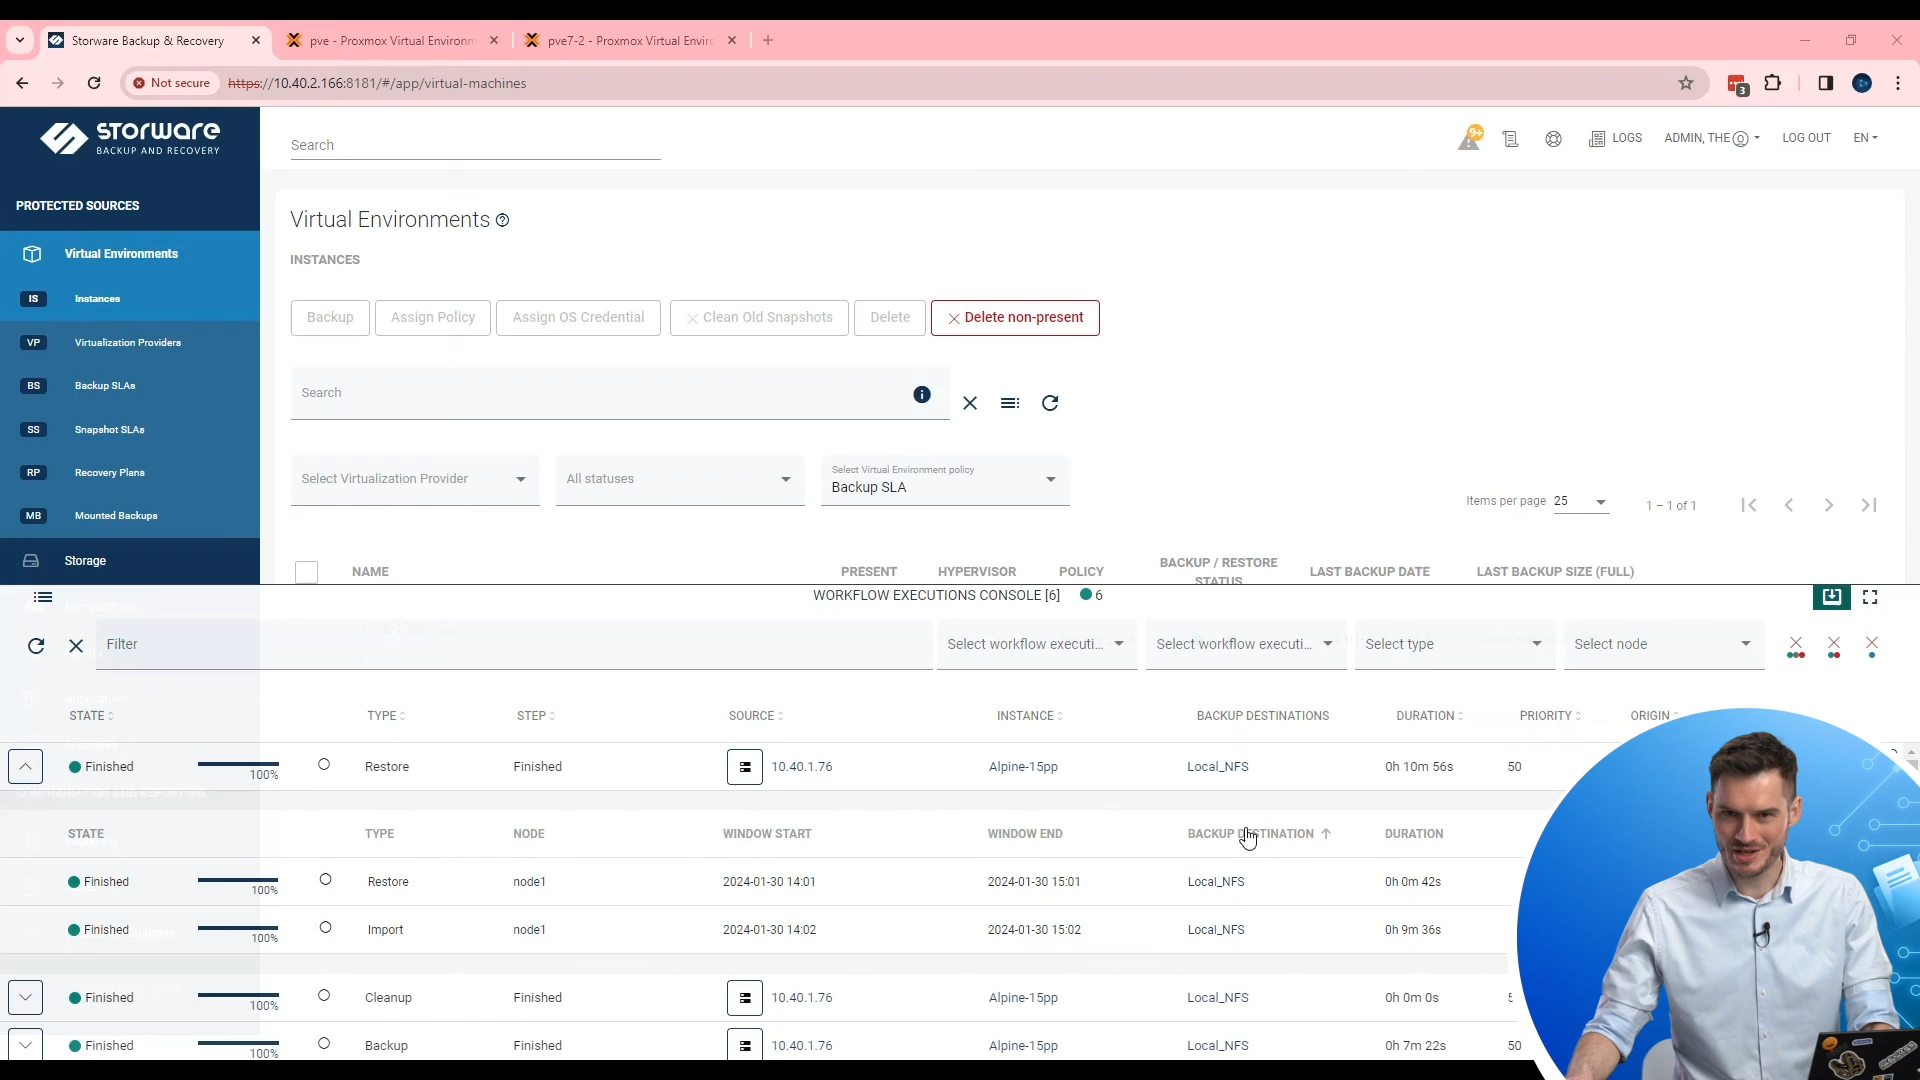 Storware Backup & Recovery
pve - Proxmox Virtual Environm
pve7-2 - Proxmox Virtual Enviro
Not secure
https://10.40.2.166:8181/#/app/virtual-machines
3
STORWARE
BACKUP AND RECOVERY
Search
9+
LOGS
ADMIN, THE
LOG OUT
EN
PROTECTED SOURCES
Virtual Environments
IS Instances
VP Virtualization Providers
BS Backup SLAs
SS Snapshot SLAs
RP Recovery Plans
MB Mounted Backups
Storage
Virtual Environments
INSTANCES
Backup
Assign Policy
Assign OS Credential
Clean Old Snapshots
Delete
Delete non-present
Search
Select Virtualization Provider
All statuses
Select Virtual Environment policy
Backup SLA
Items per page 25
1 – 1 of 1
NAME PRESENT HYPERVISOR POLICY BACKUP / RESTORE STATUS LAST BACKUP DATE LAST BACKUP SIZE (FULL)
WORKFLOW EXECUTIONS CONSOLE [6] 6
Filter
Select workflow executi...
Select workflow executi...
Select type
Select node
STATE TYPE STEP SOURCE INSTANCE BACKUP DESTINATIONS DURATION PRIORITY ORIGIN
Finished 100% Restore Finished 10.40.1.76 Alpine-15pp Local_NFS 0h 10m 56s 50
STATE TYPE NODE WINDOW START WINDOW END BACKUP DESTINATION DURATION
Finished 100% Restore node1 2024-01-30 14:01 2024-01-30 15:01 Local_NFS 0h 0m 42s
Finished 100% Import node1 2024-01-30 14:02 2024-01-30 15:02 Local_NFS 0h 9m 36s
Finished 100% Cleanup Finished 10.40.1.76 Alpine-15pp Local_NFS 0h 0m 0s
Finished 100% Backup Finished 10.40.1.76 Alpine-15pp Local_NFS 0h 7m 22s 50